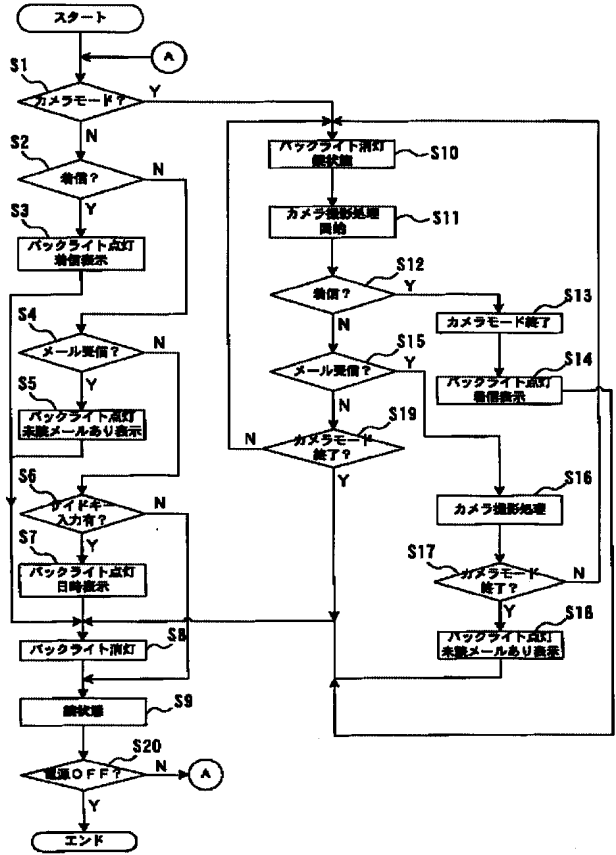 スタート
A
S1
カメラモード?
Y
N
S2
着信?
N
Y
S3
バックライト点灯
着信表示
S4
メール受信?
N
Y
S5
バックライト点灯
未読メールあり表示
S6
サイドキー
入力有?
N
Y
S7
バックライト点灯
日時表示
S8
バックライト消灯
S9
鏡状態
S20
電源OFF?
N
A
Y
エンド
S10
バックライト消灯
鏡状態
S11
カメラ撮影処理
開始
S12
着信?
Y
N
S13
カメラモード終了
S14
バックライト点灯
着信表示
S15
メール受信?
Y
N
S19
カメラモード
終了?
N
Y
S16
カメラ撮影処理
S17
カメラモード
終了?
N
Y
S18
バックライト点灯
未読メールあり表示